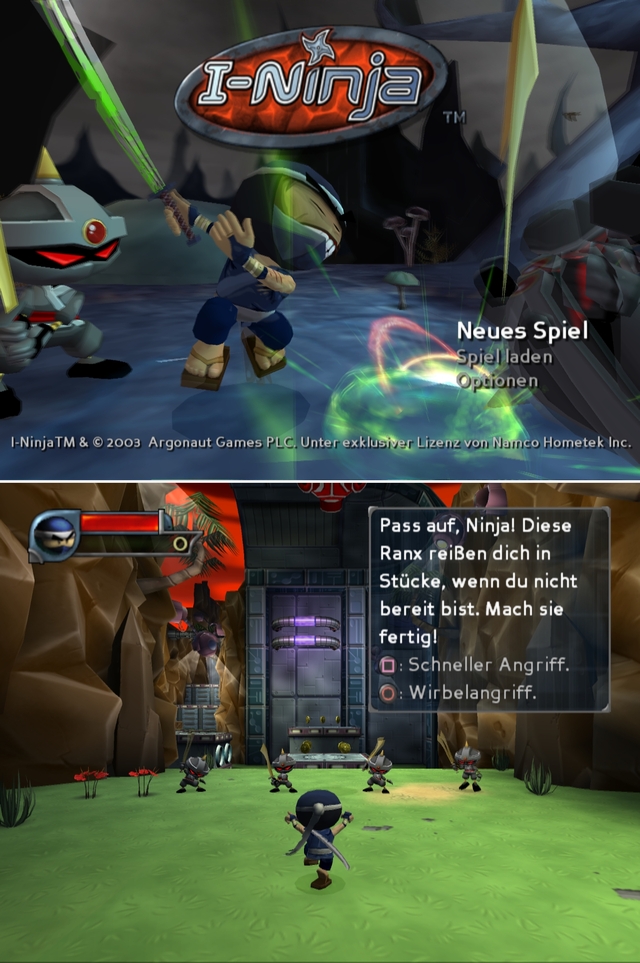 I-Ninja
TM
Neues Spiel
Spiel laden
Optionen
I-NinjaTM & © 2003 Argonaut Games PLC. Unter exklusiver Lizenz von Namco Hometek Inc.
Pass auf, Ninja! Diese
Ranx reißen dich in
Stücke, wenn du nicht
bereit bist. Mach sie
fertig!
: Schneller Angriff.
: Wirbelangriff.